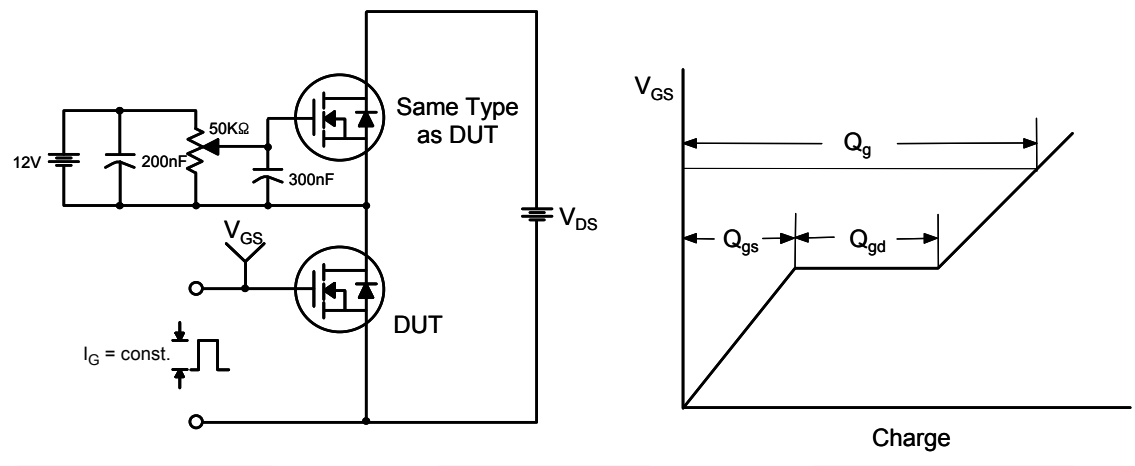 Same Type
as DUT
50KΩ
12V
200nF
300nF
V_DS
V_GS
DUT
I_G = const.
V_GS
Q_g
Q_gs
Q_gd
Charge